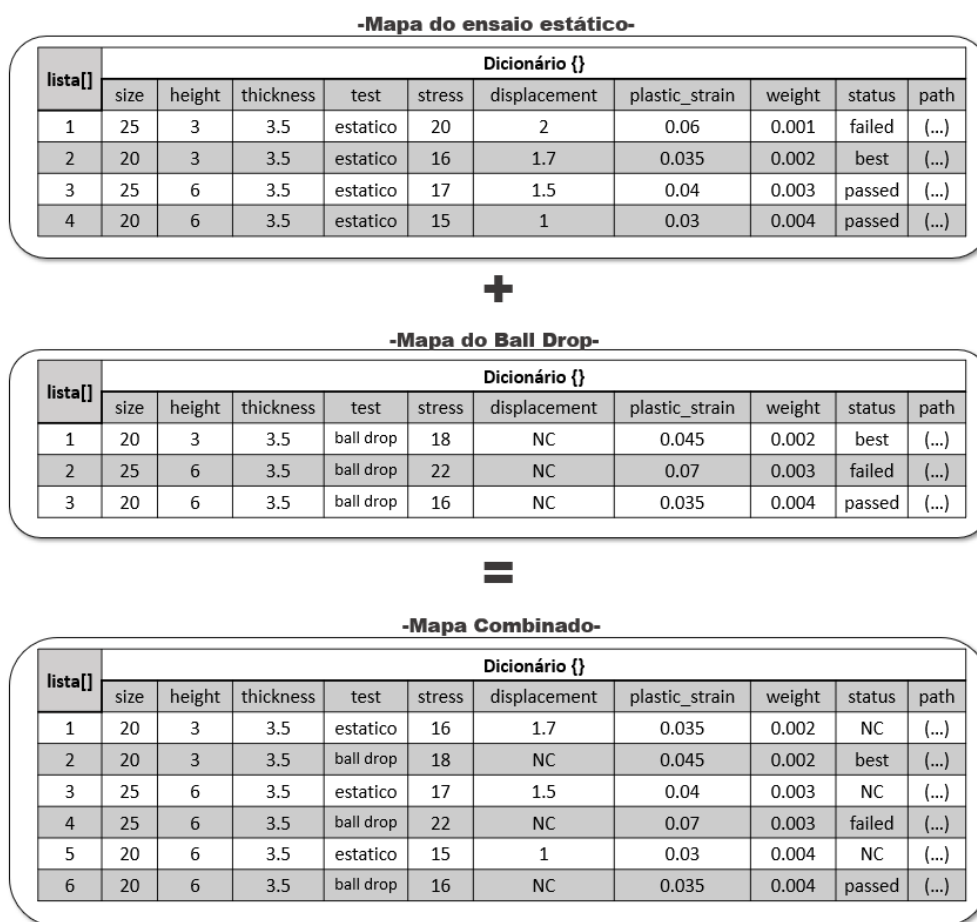 -Mapa do ensaio estático-
lista[] Dicionário {}
size height thickness test stress displacement plastic_strain weight status path
1 25 3 3.5 estatico 20 2 0.06 0.001 failed (...)
2 20 3 3.5 estatico 16 1.7 0.035 0.002 best (...)
3 25 6 3.5 estatico 17 1.5 0.04 0.003 passed (...)
4 20 6 3.5 estatico 15 1 0.03 0.004 passed (...)
+
-Mapa do Ball Drop-
lista[] Dicionário {}
size height thickness test stress displacement plastic_strain weight status path
1 20 3 3.5 ball drop 18 NC 0.045 0.002 best (...)
2 25 6 3.5 ball drop 22 NC 0.07 0.003 failed (...)
3 20 6 3.5 ball drop 16 NC 0.035 0.004 passed (...)
=
-Mapa Combinado-
lista[] Dicionário {}
size height thickness test stress displacement plastic_strain weight status path
1 20 3 3.5 estatico 16 1.7 0.035 0.002 NC (...)
2 20 3 3.5 ball drop 18 NC 0.045 0.002 best (...)
3 25 6 3.5 estatico 17 1.5 0.04 0.003 NC (...)
4 25 6 3.5 ball drop 22 NC 0.07 0.003 failed (...)
5 20 6 3.5 estatico 15 1 0.03 0.004 NC (...)
6 20 6 3.5 ball drop 16 NC 0.035 0.004 passed (...)